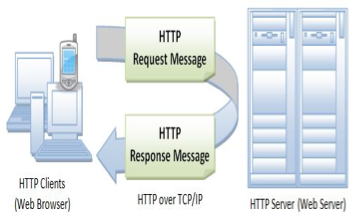 HTTP
Request Message
HTTP
Response Message
HTTP Clients
(Web Browser)
HTTP over TCP/IP
HTTP Server (Web Server)